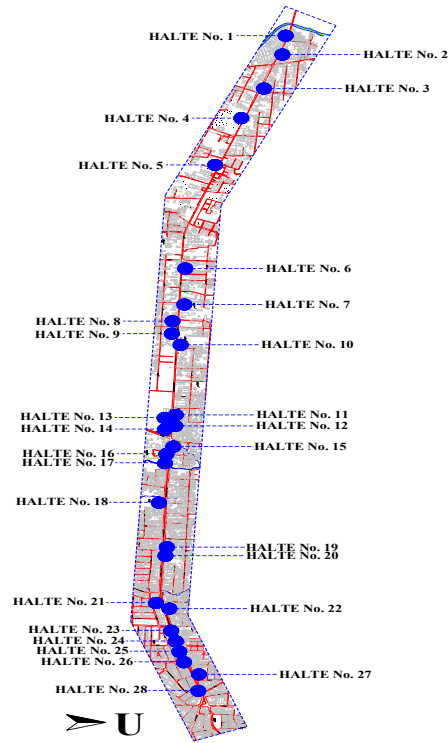 HALTE No. 1
HALTE No. 2
HALTE No. 3
HALTE No. 4
HALTE No. 5
HALTE No. 6
HALTE No. 7
HALTE No. 8
HALTE No. 9
HALTE No. 10
HALTE No. 11
HALTE No. 13
HALTE No. 12
HALTE No. 14
HALTE No. 15
HALTE No. 16
HALTE No. 17
HALTE No. 18
HALTE No. 19
HALTE No. 20
HALTE No. 21
HALTE No. 22
HALTE No. 23
HALTE No. 24
HALTE No. 25
HALTE No. 26
HALTE No. 27
HALTE No. 28
U